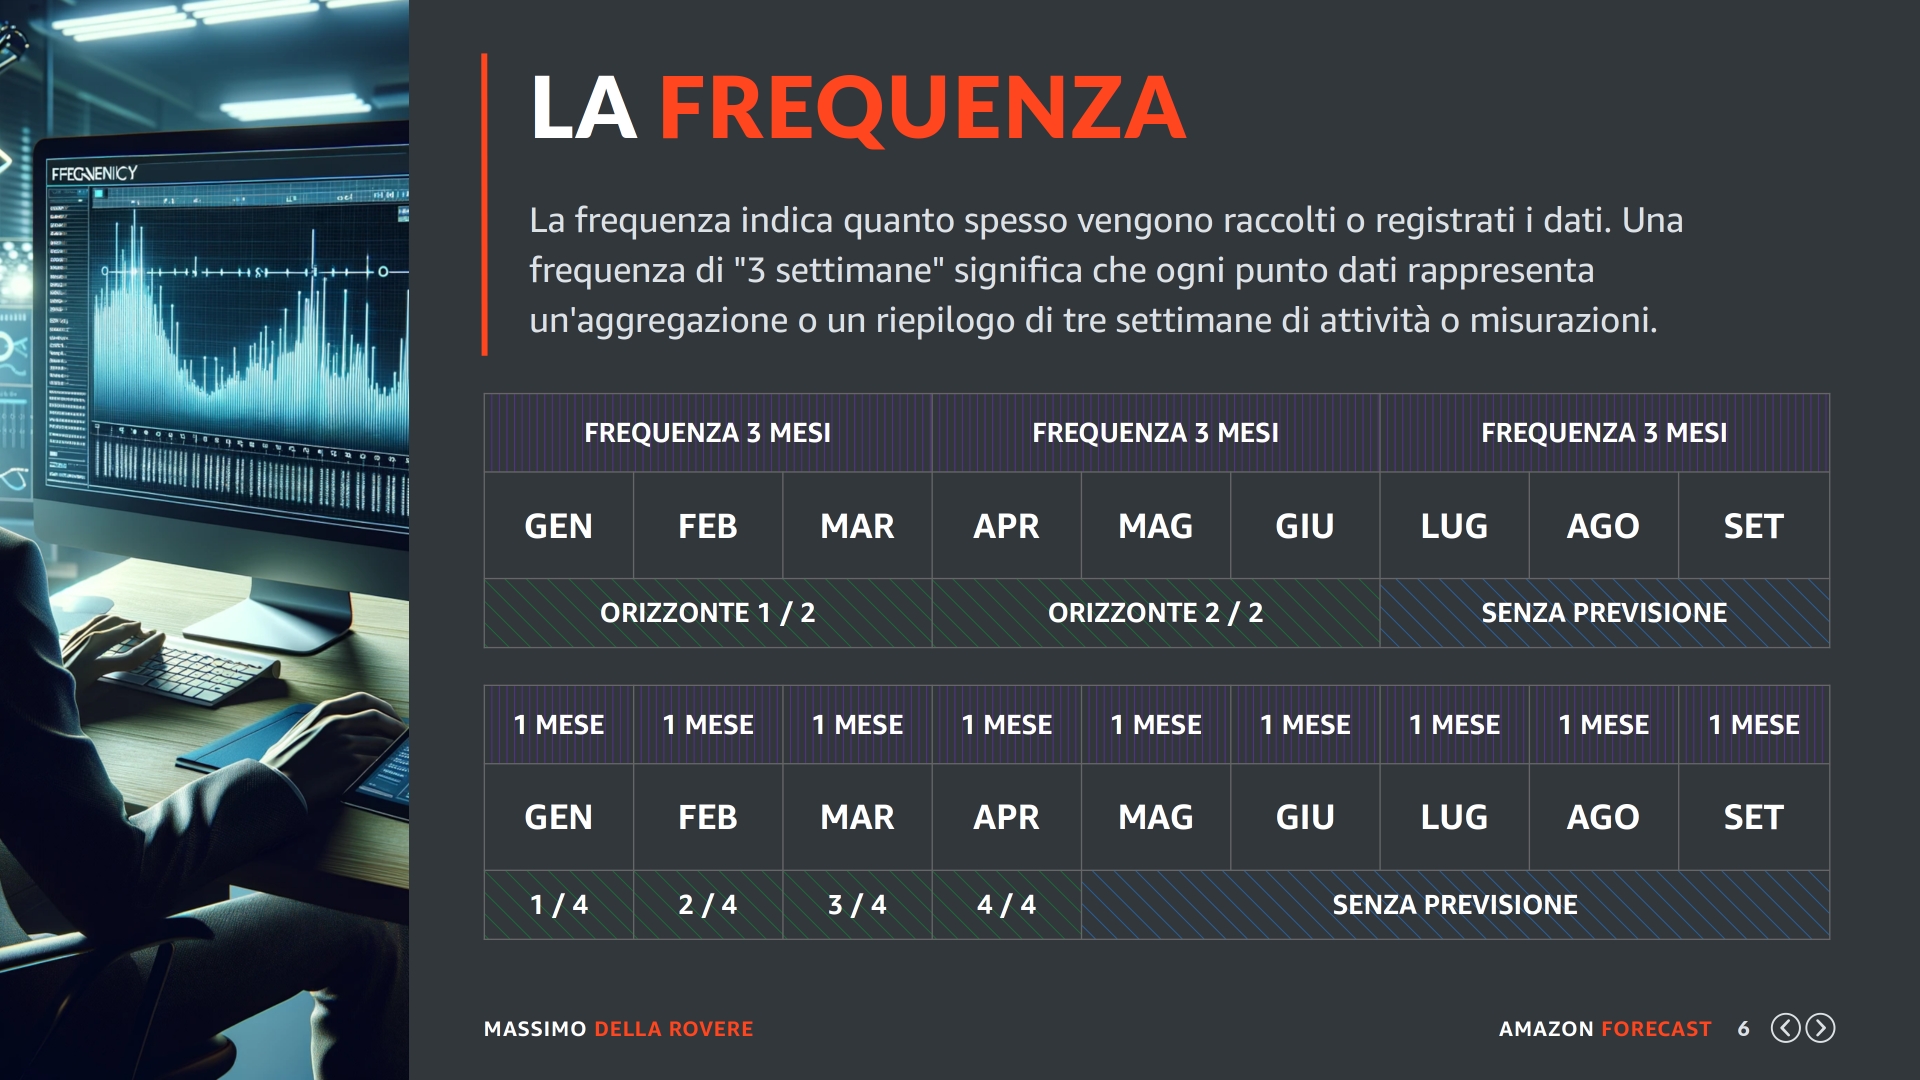 LA FREQUENZA
La frequenza indica quanto spesso vengono raccolti o registrati i dati. Una
frequenza di "3 settimane" significa che ogni punto dati rappresenta
un'aggregazione o un riepilogo di tre settimane di attività o misurazioni.
FREQUENZA 3 MESI FREQUENZA 3 MESI FREQUENZA 3 MESI
GEN FEB MAR APR MAG GIU LUG AGO SET
ORIZZONTE 1 / 2 ORIZZONTE 2 / 2 SENZA PREVISIONE
1 MESE 1 MESE 1 MESE 1 MESE 1 MESE 1 MESE 1 MESE 1 MESE 1 MESE
GEN FEB MAR APR MAG GIU LUG AGO SET
1 / 4 2 / 4 3 / 4 4 / 4 SENZA PREVISIONE
MASSIMO DELLA ROVERE
AMAZON FORECAST 6